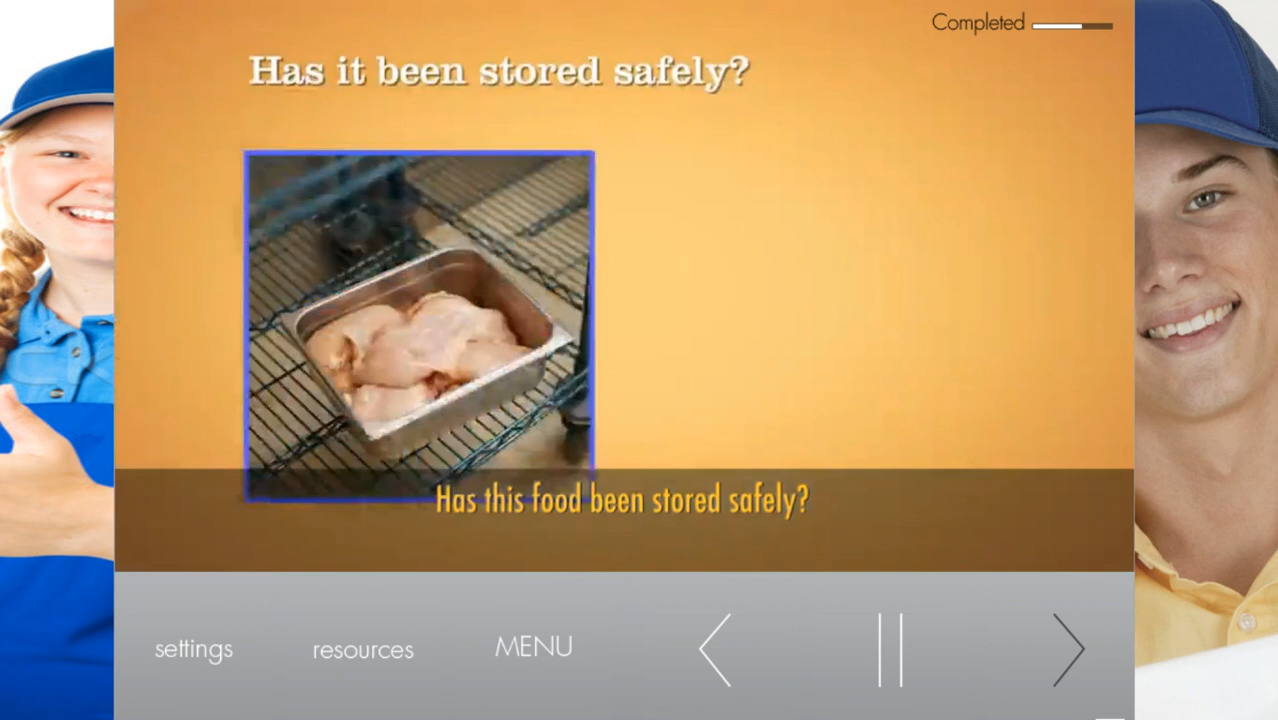 Completed
Has it been stored safely?
Has this food been stored safely?
settings
resources
MENU